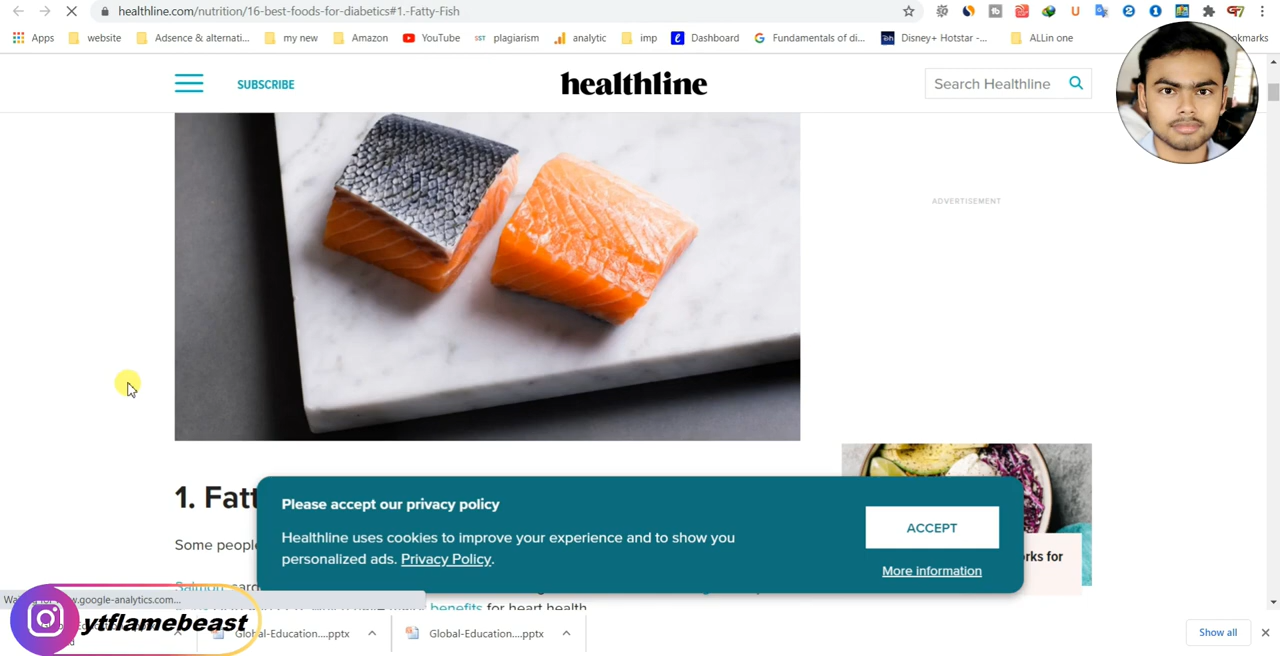 healthline.com/nutrition/16-best-foods-for-diabetics#1.-Fatty-Fish
Apps website Adsence & alternati... my new Amazon YouTube SST plagiarism analytic imp Dashboard Fundamentals of di... Disney+ Hotstar -... ALLin one
SUBSCRIBE
healthline
Search Healthline
ADVERTISEMENT
1. Fatt
Some people
Please accept our privacy policy
Healthline uses cookies to improve your experience and to show you
personalized ads. Privacy Policy.
ACCEPT
More information
rks for
benefits for heart health
.google-analytics.com...
ytflamebeast
Global-Education....pptx
Global-Education....pptx
Show all